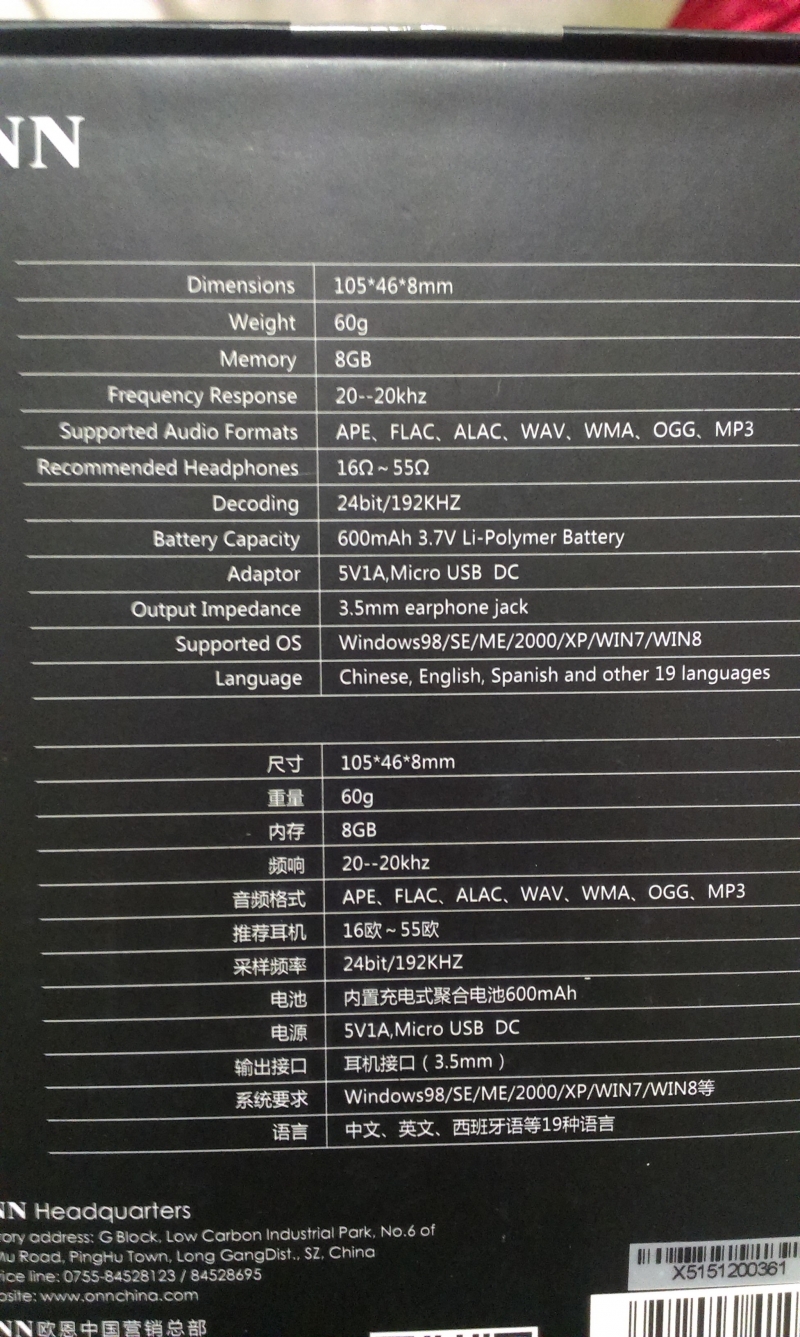 NN
Dimensions 105*46*8mm
Weight 60g
Memory 8GB
Frequency Response 20--20khz
Supported Audio Formats APE、FLAC、ALAC、WAV、WMA、OGG、MP3
Recommended Headphones 16Ω~55Ω
Decoding 24bit/192KHZ
Battery Capacity 600mAh 3.7V Li-Polymer Battery
Adaptor 5V1A,Micro USB DC
Output Impedance 3.5mm earphone jack
Supported OS Windows98/SE/ME/2000/XP/WIN7/WIN8
Language Chinese, English, Spanish and other 19 languages
尺寸 105*46*8mm
重量 60g
内存 8GB
频响 20--20khz
音频格式 APE、FLAC、ALAC、WAV、WMA、OGG、MP3
推荐耳机 16欧~55欧
采样频率 24bit/192KHZ
电池 内置充电式聚合电池600mAh
电源 5V1A,Micro USB DC
输出接口 耳机接口（3.5mm）
系统要求 Windows98/SE/ME/2000/XP/WIN7/WIN8等
语言 中文、英文、西班牙语等19种语言
NN Headquarters
ory address: G Block, Low Carbon Industrial Park, No.6 of
Mu Road, PingHu Town, Long GangDist., SZ, China
ice line: 0755-84528123 / 84528695
osite: www.onnchina.com
X5151200361
NN欧恩中国营销总部